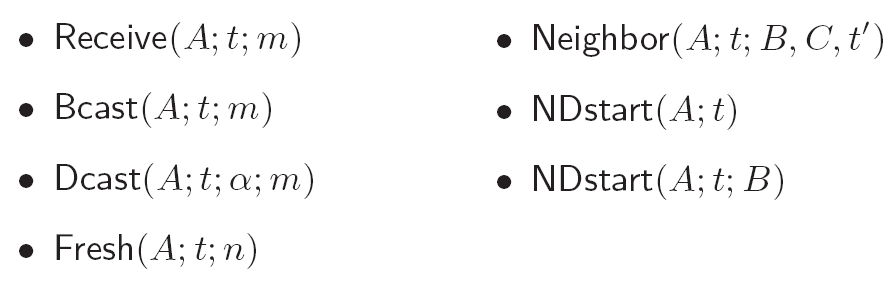 • Receive(A; t; m)
• Bcast(A; t; m)
• Dcast(A; t; α; m)
• Fresh(A; t; n)
• Neighbor(A; t; B, C, t′)
• NDstart(A; t)
• NDstart(A; t; B)